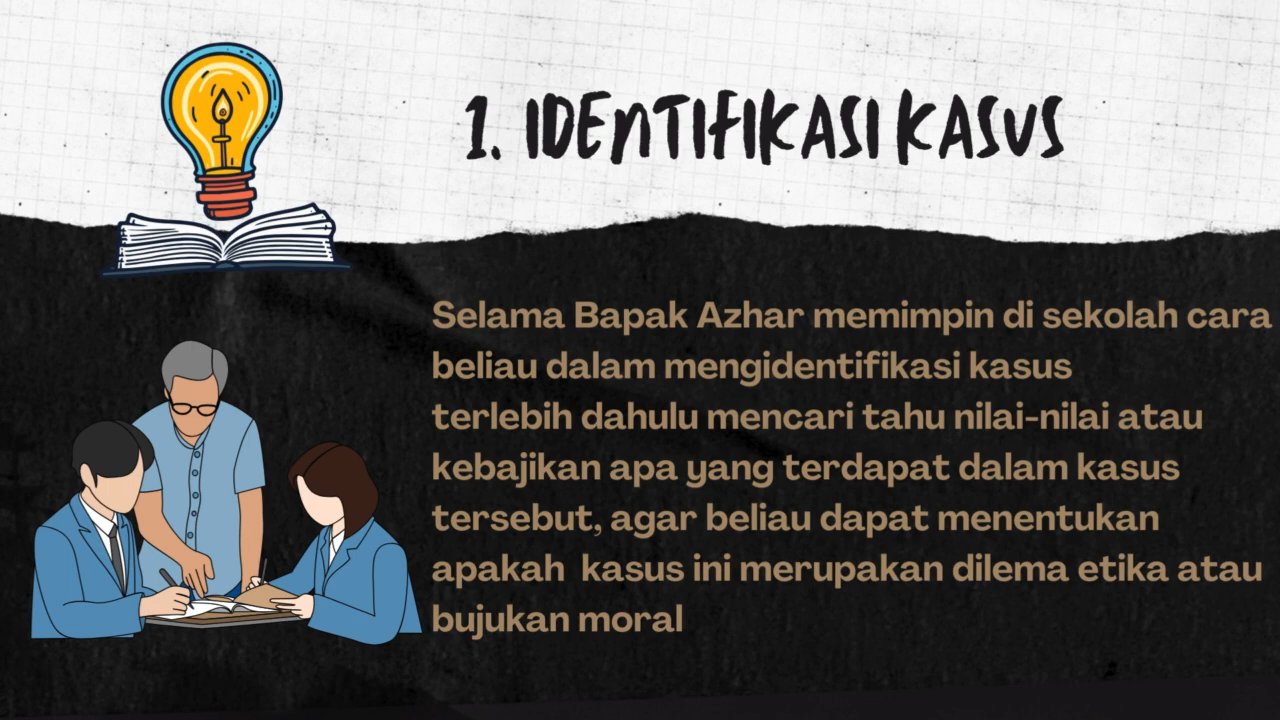 1. IDENTIFIKASI KASUS
Selama Bapak Azhar memimpin di sekolah cara
beliau dalam mengidentifikasi kasus
terlebih dahulu mencari tahu nilai-nilai atau
kebajikan apa yang terdapat dalam kasus
tersebut, agar beliau dapat menentukan
apakah  kasus ini merupakan dilema etika atau
bujukan moral